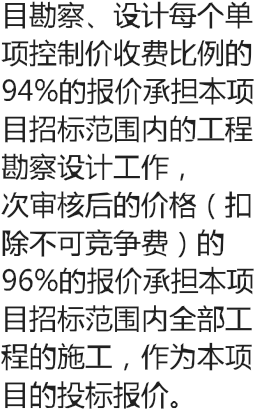 目勘察、设计每个单
项控制价收费比例的
94%的报价承担本项
目招标范围内的工程
勘察设计工作，
次审核后的价格（扣
除不可竞争费）的
96%的报价承担本项
目招标范围内全部工
程的施工，作为本项
目的投标报价。